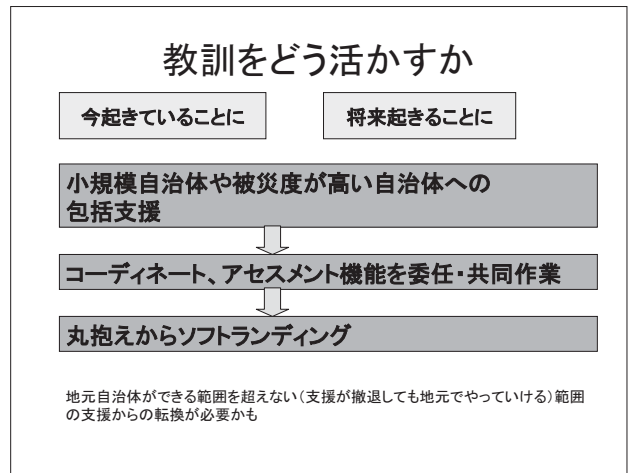 教訓をどう活かすか
今起きていることに
将来起きることに
小規模自治体や被災度が高い自治体への
包括支援
コーディネート、アセスメント機能を委任・共同作業
丸抱えからソフトランディング
地元自治体ができる範囲を超えない（支援が撤退しても地元でやっていける）範囲
の支援からの転換が必要かも